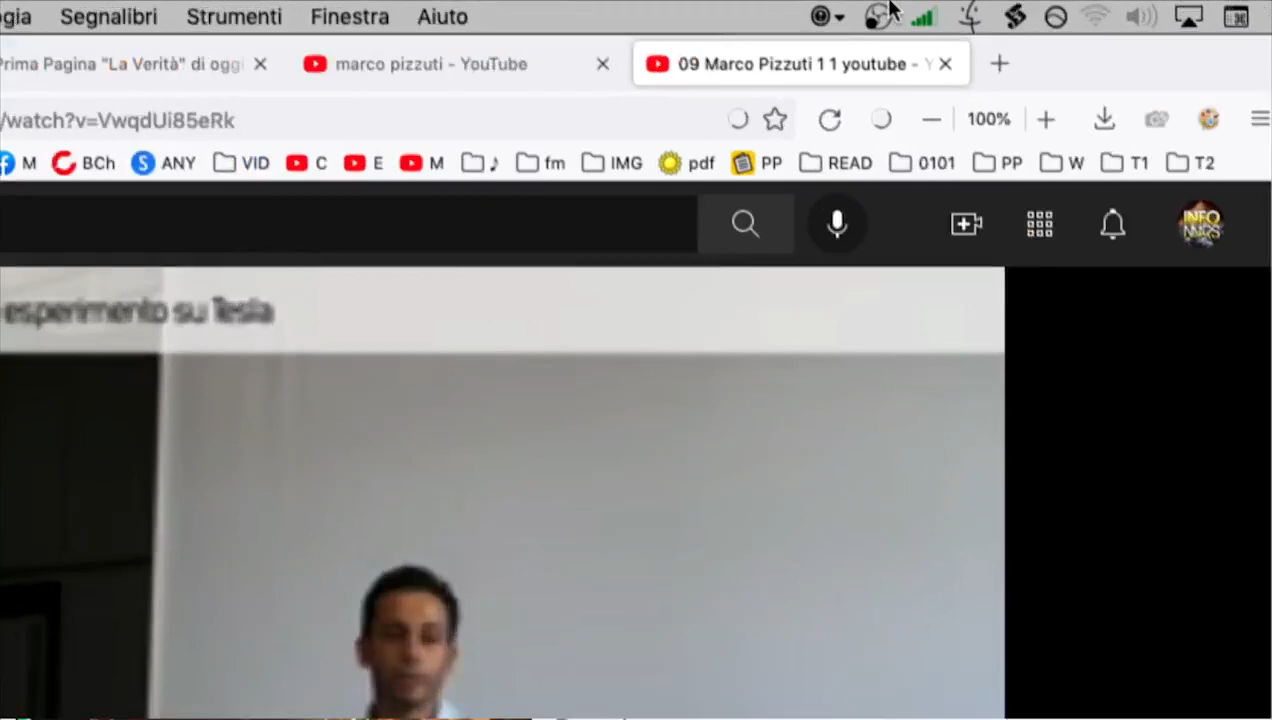 gia Segnalibri Strumenti Finestra Aiuto
Prima Pagina "La Verità" di oggi marco pizzuti - YouTube 09 Marco Pizzuti 1 1 youtube - Y
/watch?v=VwqdUi85eRk 100%
M BCh ANY VID C E M fm IMG pdf PP READ 0101 PP W T1 T2
esperimento su Tesla